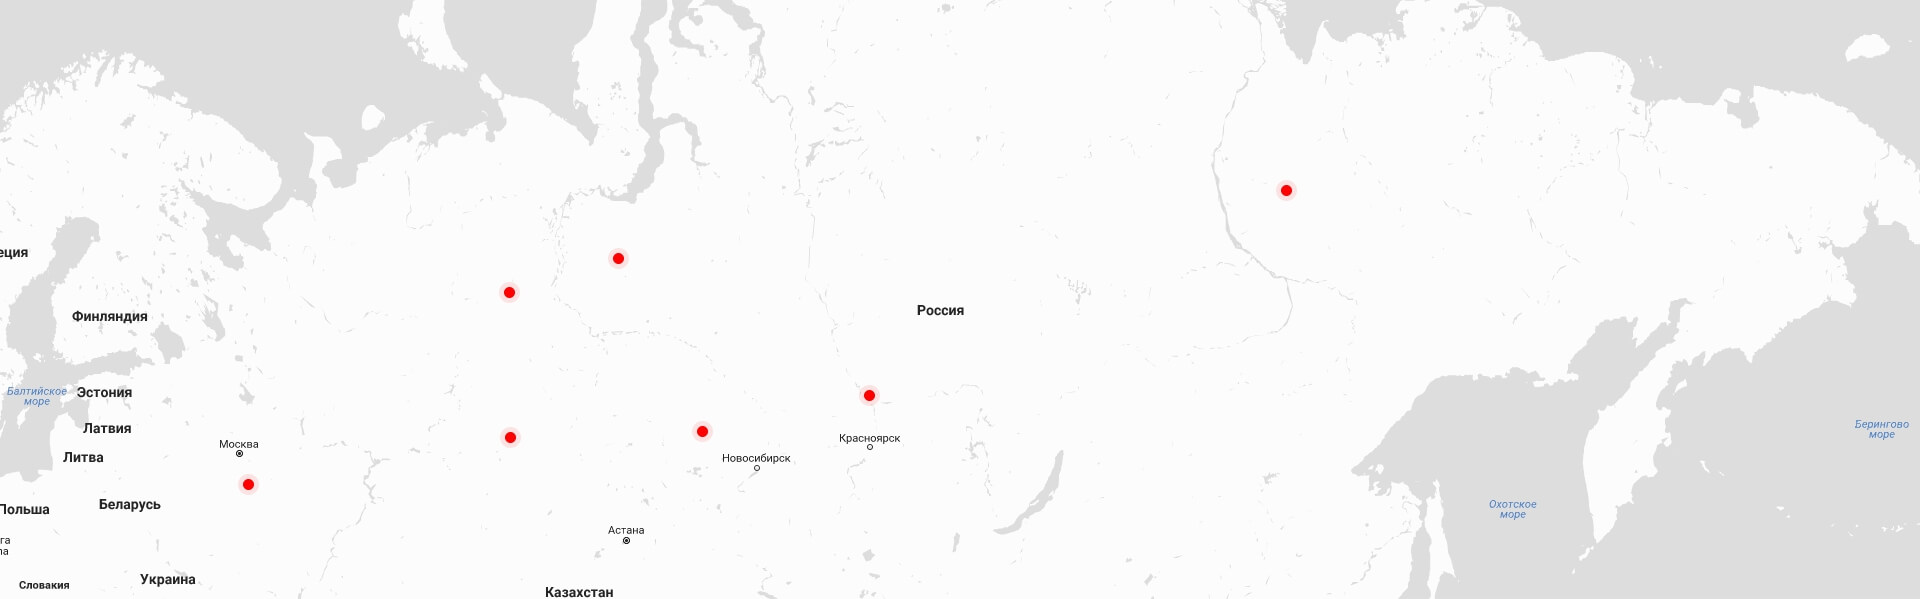 еция
Финляндия
Россия
Балтийское
море
Эстония
Латвия
Литва
Москва
Красноярск
Новосибирск
Берингово
море
Польша
Беларусь
Охотское
море
Астана
га
па
Словакия
Украина
Казахстан